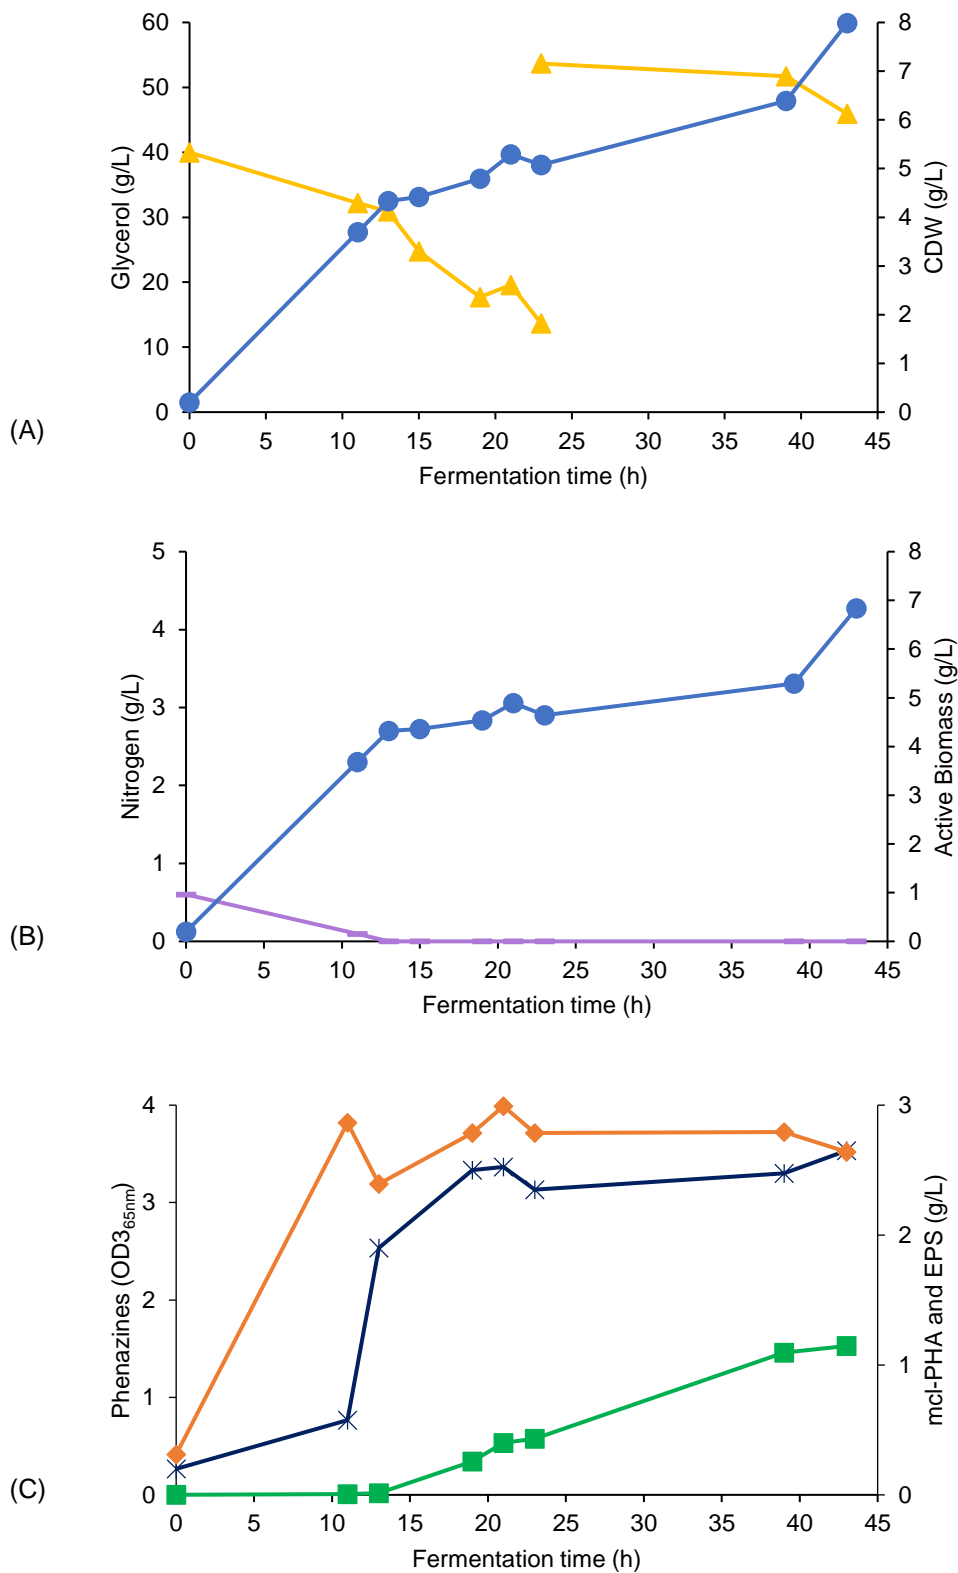 60
50
40
30
20
10
0
Glycerol (g/L)
8
7
6
5
4
3
2
1
0
CDW (g/L)
0 5 10 15 20 25 30 35 40 45
Fermentation time (h)
(A)
5
4
3
2
1
0
Nitrogen (g/L)
8
7
6
5
4
3
2
1
0
Active Biomass (g/L)
0 5 10 15 20 25 30 35 40 45
Fermentation time (h)
(B)
4
3
2
1
0
Phenazines (OD365nm)
3
2
1
0
mcl-PHA and EPS (g/L)
0 5 10 15 20 25 30 35 40 45
Fermentation time (h)
(C)